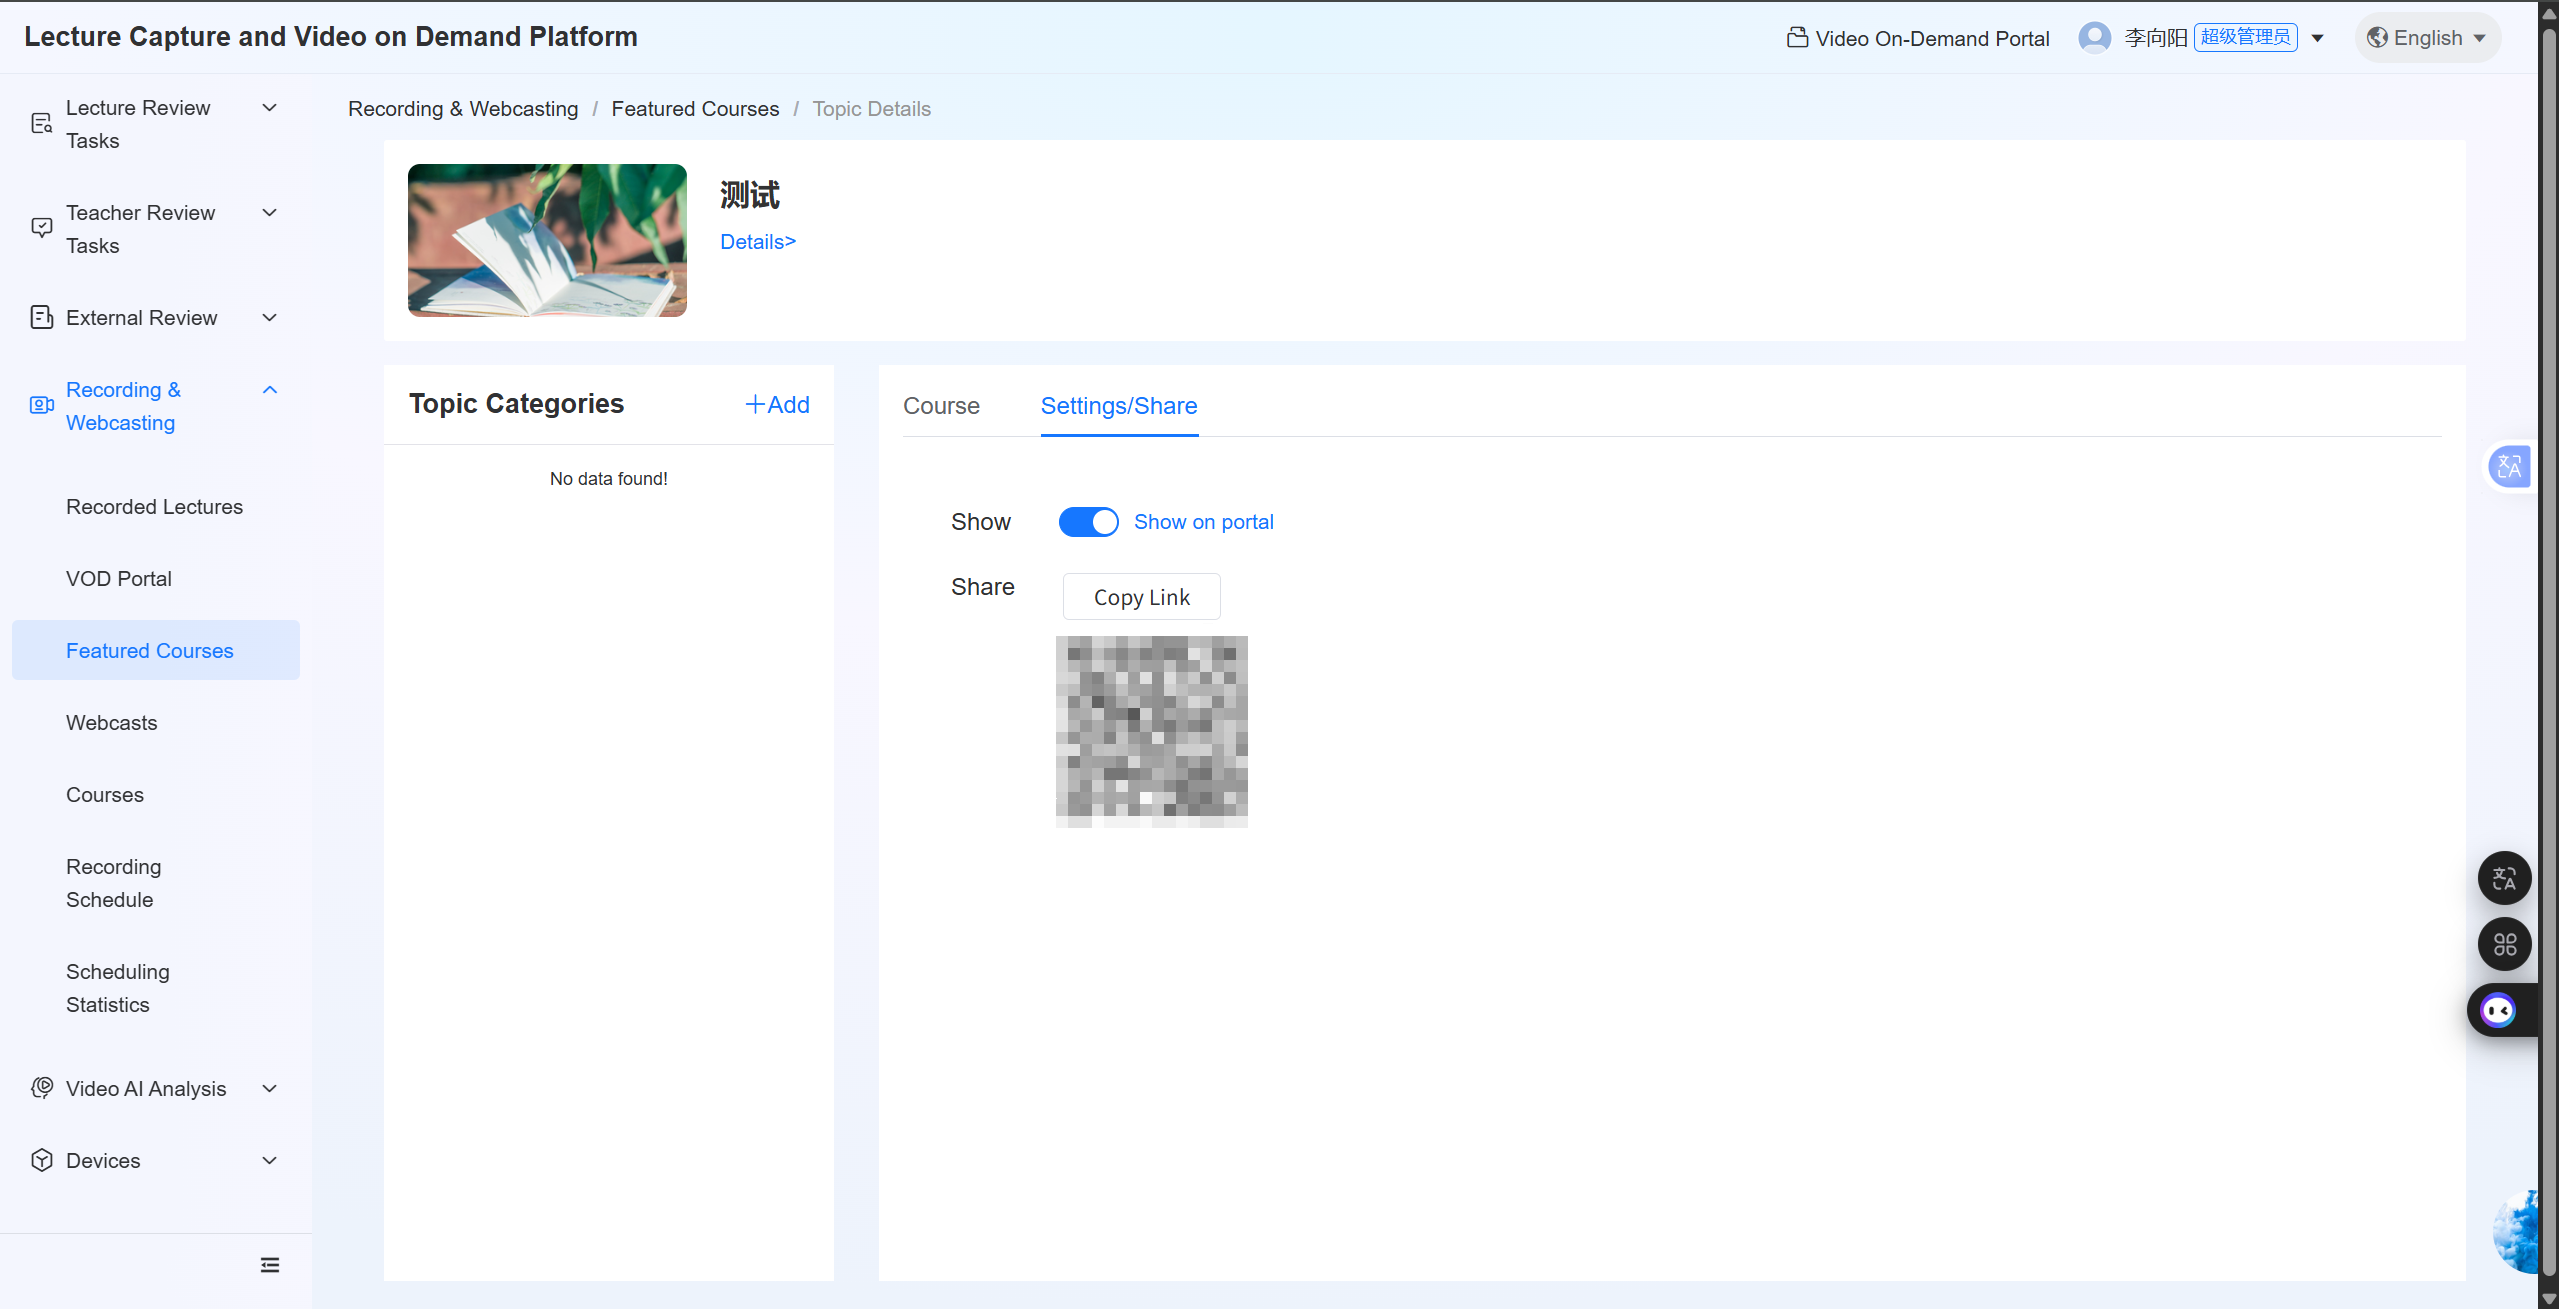 Lecture Capture and Video on Demand Platform
Video On-Demand Portal
李向阳 超级管理员
English
Lecture Review
Tasks
Teacher Review
Tasks
External Review
Recording &
Webcasting
Recorded Lectures
VOD Portal
Featured Courses
Webcasts
Courses
Recording
Schedule
Scheduling
Statistics
Video AI Analysis
Devices
Recording & Webcasting / Featured Courses / Topic Details
测试
Details>
Topic Categories
+Add
No data found!
Course
Settings/Share
Show
Show on portal
Share
Copy Link